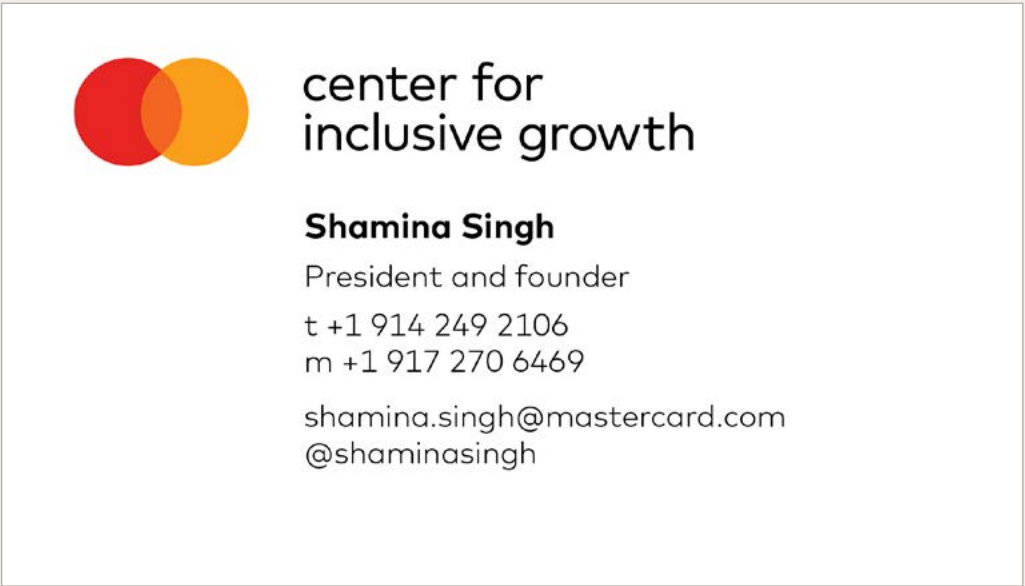 center for
inclusive growth
Shamina Singh
President and founder
t +1 914 249 2106
m +1 917 270 6469
shamina.singh@mastercard.com
@shaminasingh